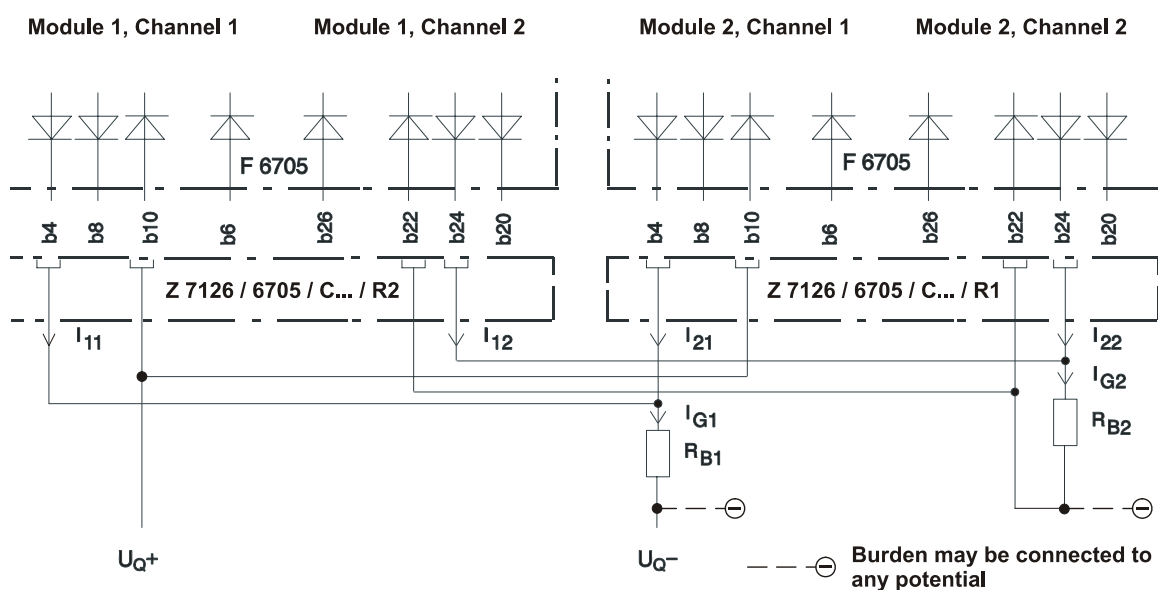 Module 1, Channel 1 Module 1, Channel 2 Module 2, Channel 1 Module 2, Channel 2
F 6705 F 6705
b4 b8 b10 b6 b26 b22 b24 b20 b4 b8 b10 b6 b26 b22 b24 b20
Z 7126 / 6705 / C... / R2 Z 7126 / 6705 / C... / R1
I11 I12 I21 I22
IG2
IG1
RB2
RB1
UQ+ UQ−
Burden may be connected to
any potential